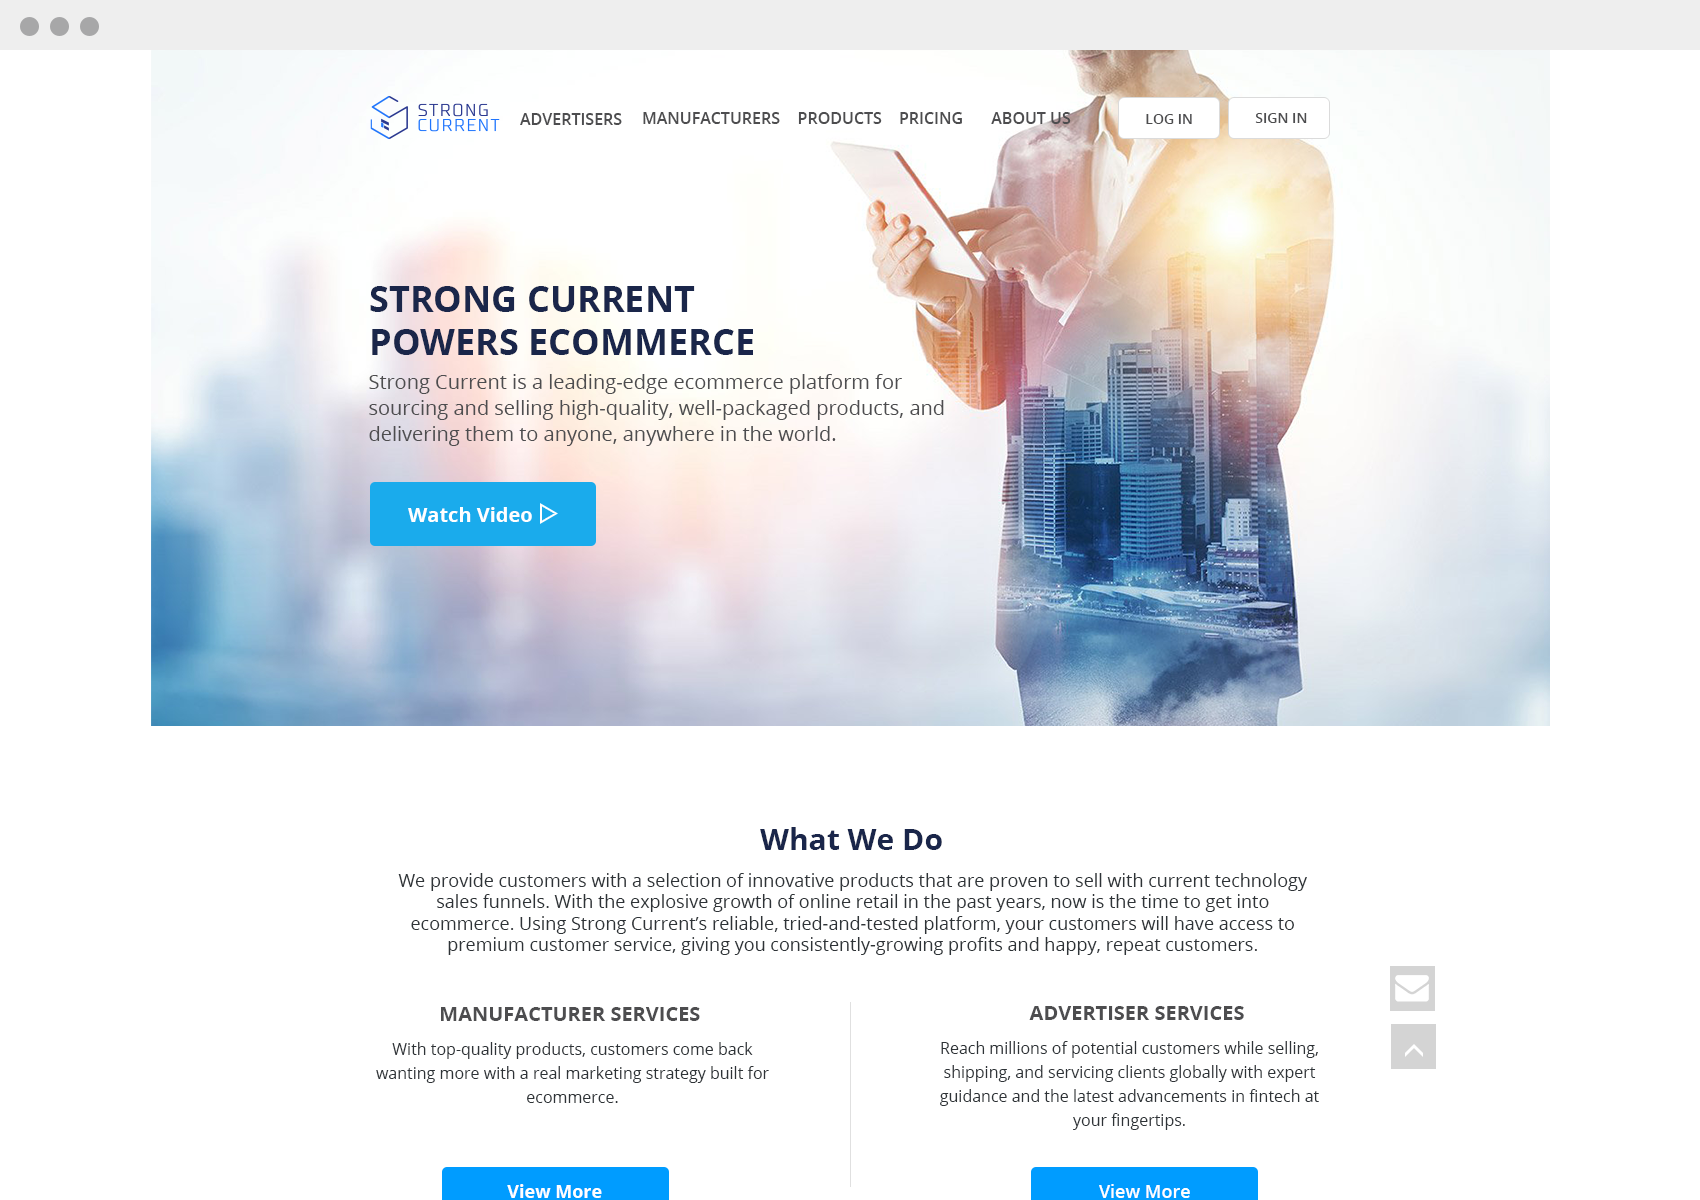 STRONG
CURRENT
ADVERTISERS MANUFACTURERS PRODUCTS PRICING ABOUT US LOG IN SIGN IN
STRONG CURRENT
POWERS ECOMMERCE
Strong Current is a leading-edge ecommerce platform for
sourcing and selling high-quality, well-packaged products, and
delivering them to anyone, anywhere in the world.
Watch Video
What We Do
We provide customers with a selection of innovative products that are proven to sell with current technology
sales funnels. With the explosive growth of online retail in the past years, now is the time to get into
ecommerce. Using Strong Current’s reliable, tried-and-tested platform, your customers will have access to
premium customer service, giving you consistently-growing profits and happy, repeat customers.
MANUFACTURER SERVICES
With top-quality products, customers come back
wanting more with a real marketing strategy built for
ecommerce.
View More
ADVERTISER SERVICES
Reach millions of potential customers while selling,
shipping, and servicing clients globally with expert
guidance and the latest advancements in fintech at
your fingertips.
View More